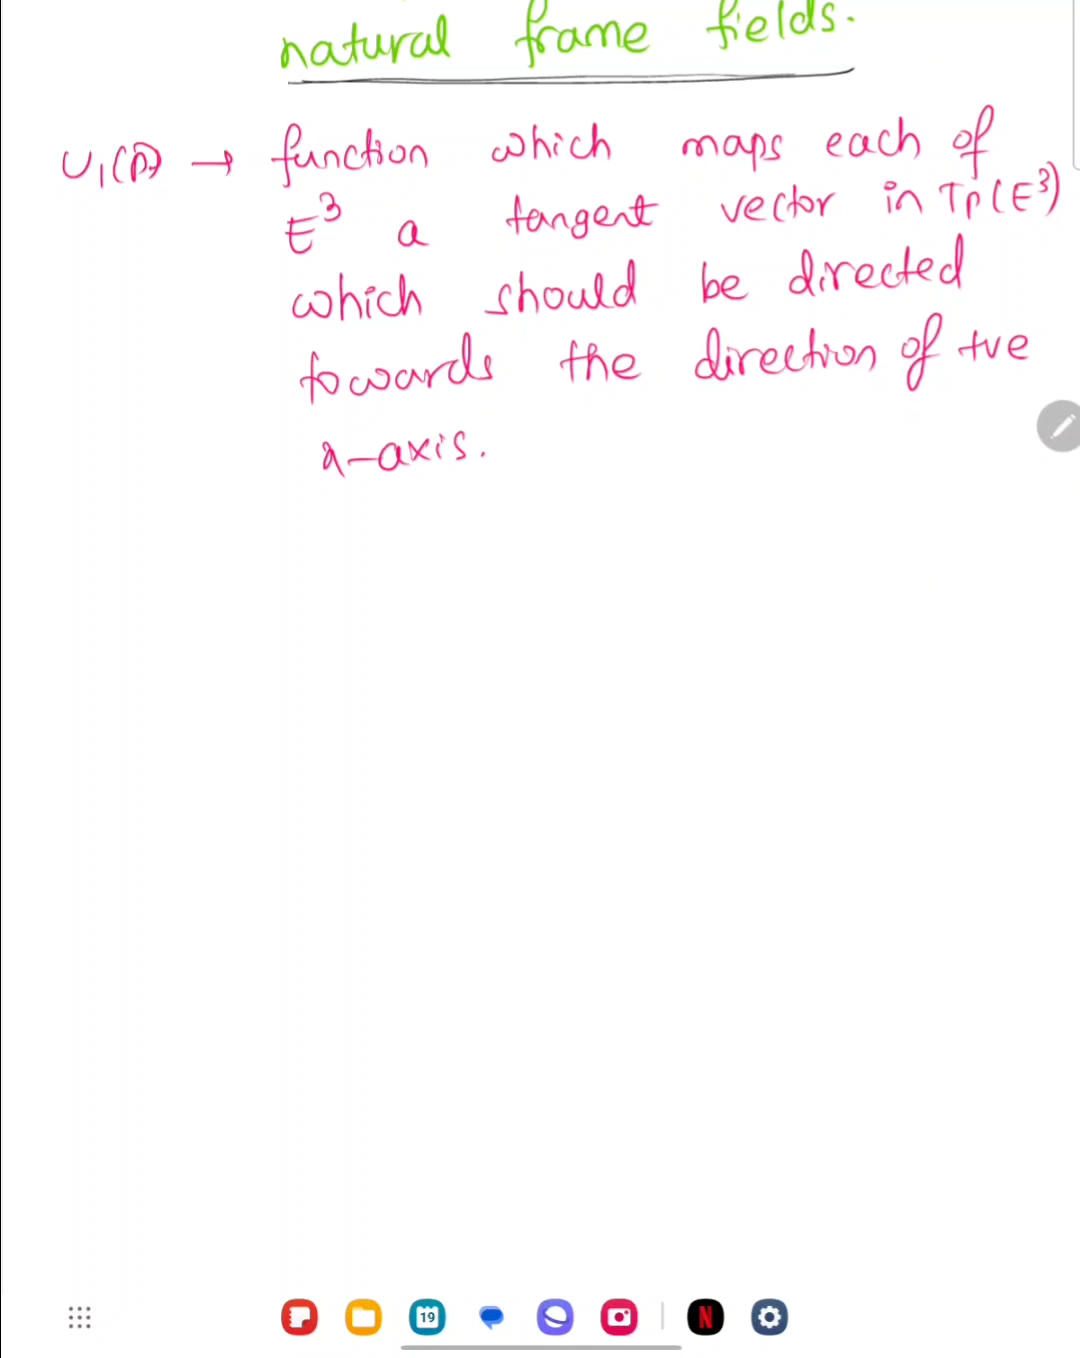 natural frame fields.
U₁(P) → function which maps each of
E³ a tangent vector in Tp(E³)
which should be directed
towards the direction of +ve
x-axis.
19
N